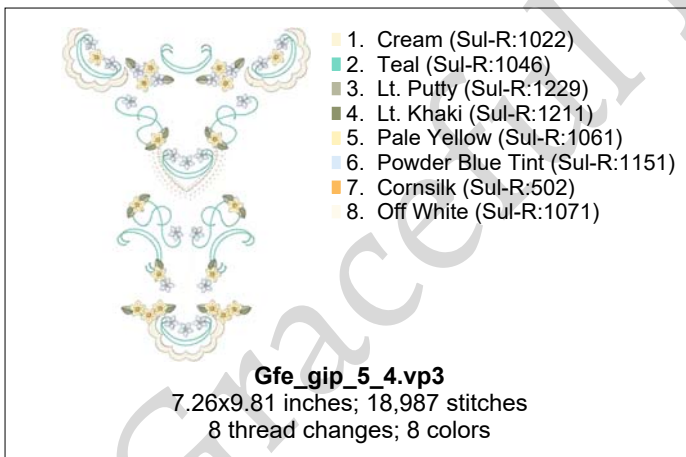 1. Cream (Sul-R:1022)
2. Teal (Sul-R:1046)
3. Lt. Putty (Sul-R:1229)
4. Lt. Khaki (Sul-R:1211)
5. Pale Yellow (Sul-R:1061)
6. Powder Blue Tint (Sul-R:1151)
7. Cornsilk (Sul-R:502)
8. Off White (Sul-R:1071)
Gfe_gip_5_4.vp3
7.26x9.81 inches; 18,987 stitches
8 thread changes; 8 colors
Graceful